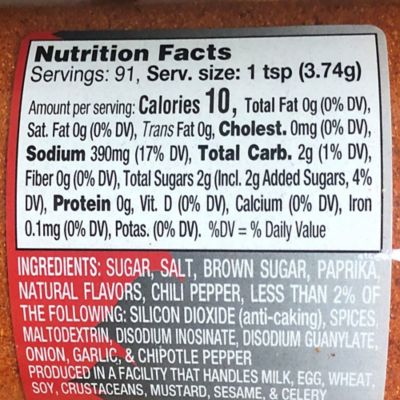 Nutrition Facts
Servings: 91, Serv. size: 1 tsp (3.74g)
Amount per serving: Calories 10, Total Fat 0g (0% DV),
Sat. Fat 0g (0% DV), Trans Fat 0g, Cholest. 0mg (0% DV),
Sodium 390mg (17% DV), Total Carb. 2g (1% DV),
Fiber 0g (0% DV), Total Sugars 2g (Incl. 2g Added Sugars, 4%
DV), Protein 0g, Vit. D (0% DV), Calcium (0% DV), Iron
0.1mg (0% DV), Potas. (0% DV). %DV = % Daily Value
INGREDIENTS: SUGAR, SALT, BROWN SUGAR, PAPRIKA,
NATURAL FLAVORS, CHILI PEPPER, LESS THAN 2% OF
THE FOLLOWING: SILICON DIOXIDE (anti-caking), SPICES,
MALTODEXTRIN, DISODIUM INOSINATE, DISODIUM GUANYLATE,
ONION, GARLIC, & CHIPOTLE PEPPER
PRODUCED IN A FACILITY THAT HANDLES MILK, EGG, WHEAT,
SOY, CRUSTACEANS, MUSTARD, SESAME, & CELERY